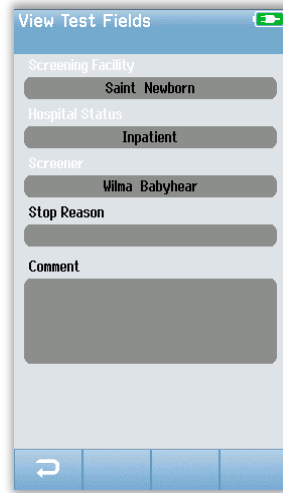 View Test Fields
Screening Facility
Saint Newborn
Hospital Status
Inpatient
Screener
Wilma Babyhear
Stop Reason
Comment